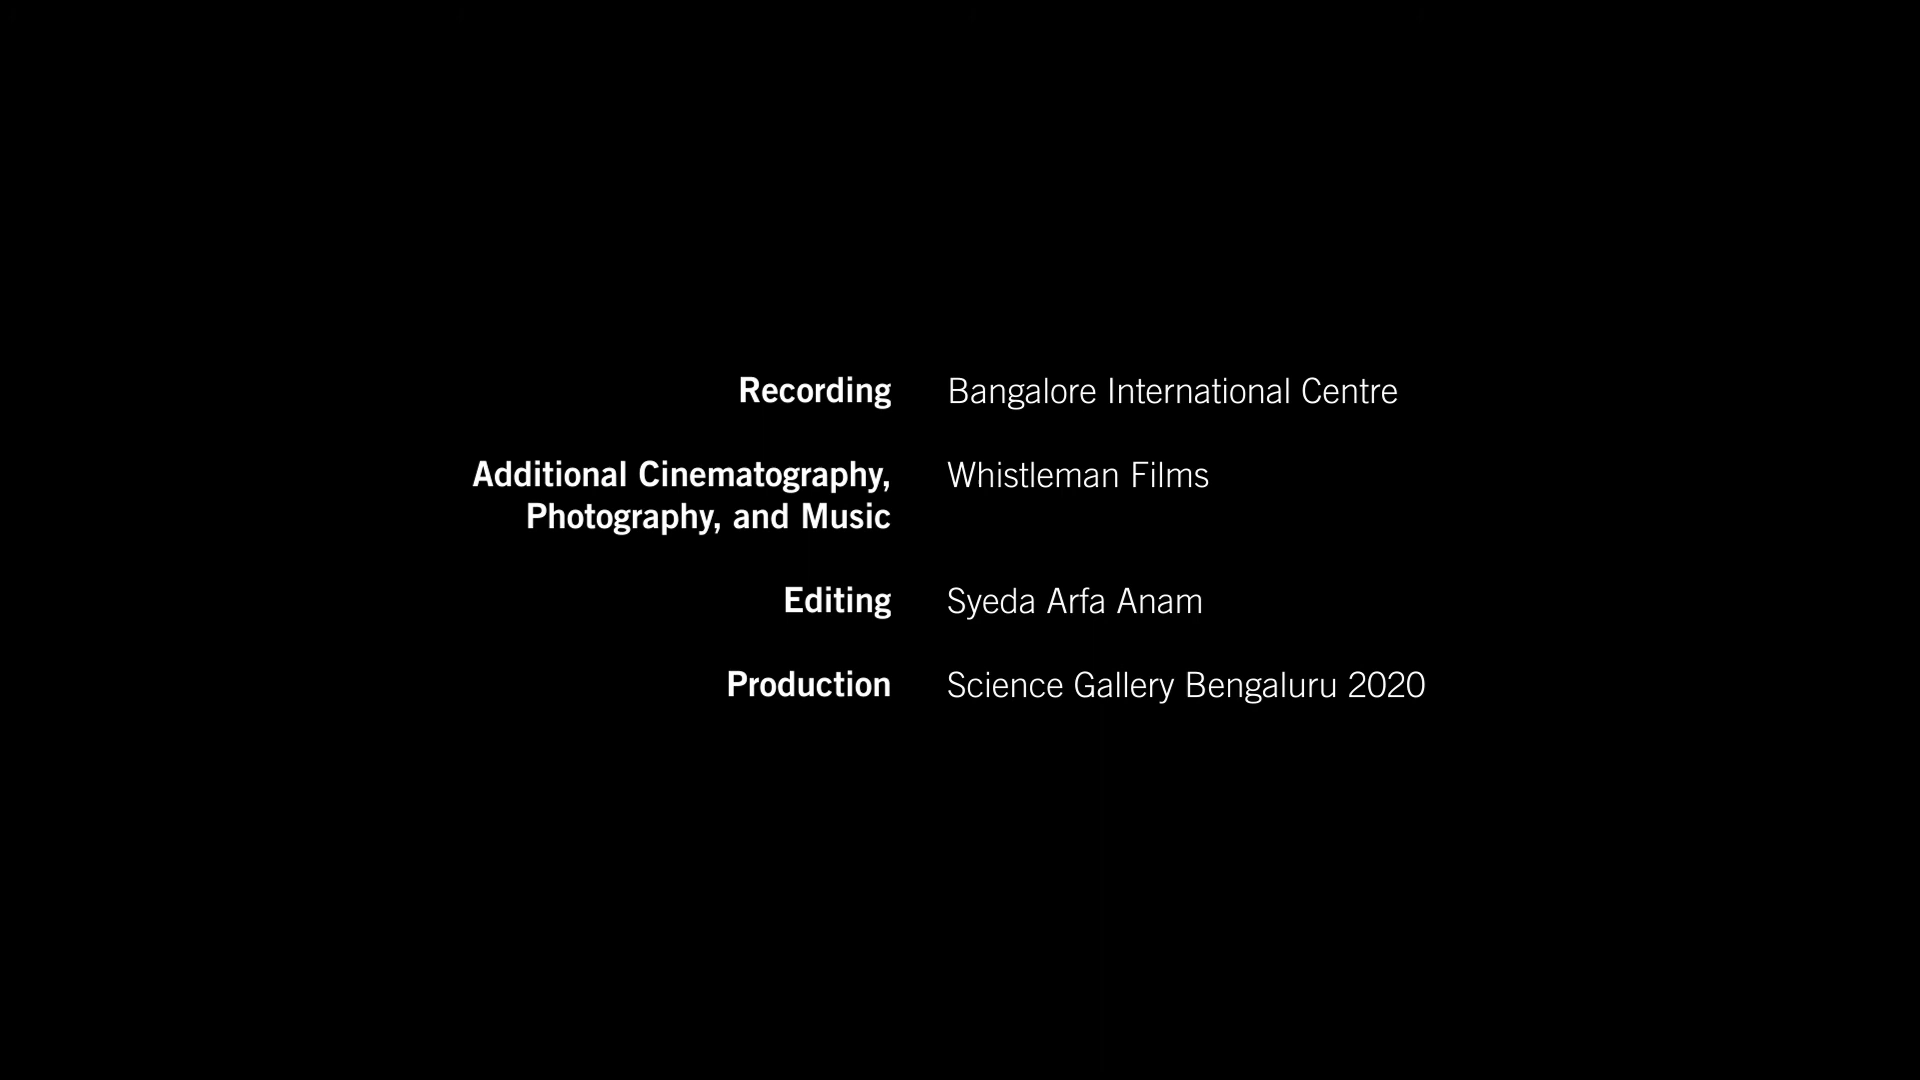 Recording Bangalore International Centre
Additional Cinematography, Whistleman Films
Photography, and Music
Editing Syeda Arfa Anam
Production Science Gallery Bengaluru 2020